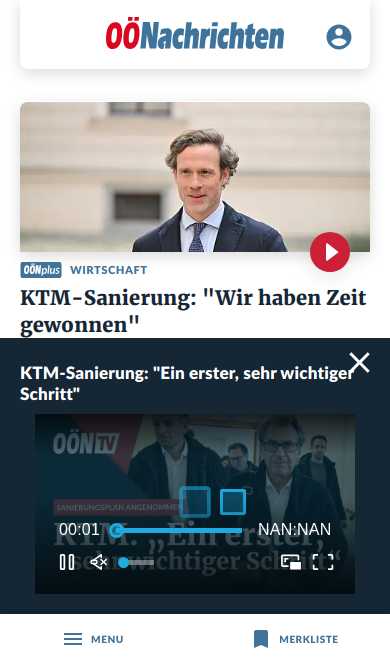 OÖNachrichten
OÖNplus WIRTSCHAFT
KTM-Sanierung: "Wir haben Zeit
gewonnen"
KTM-Sanierung: "Ein erster, sehr wichtiger
Schritt"
OÖN TV
SANIERUNGSPLAN ANGENOMMEN
00:01 NAN:NAN
KTM: „Ein erster,
sehr wichtiger Schritt“
MENU MERKLISTE